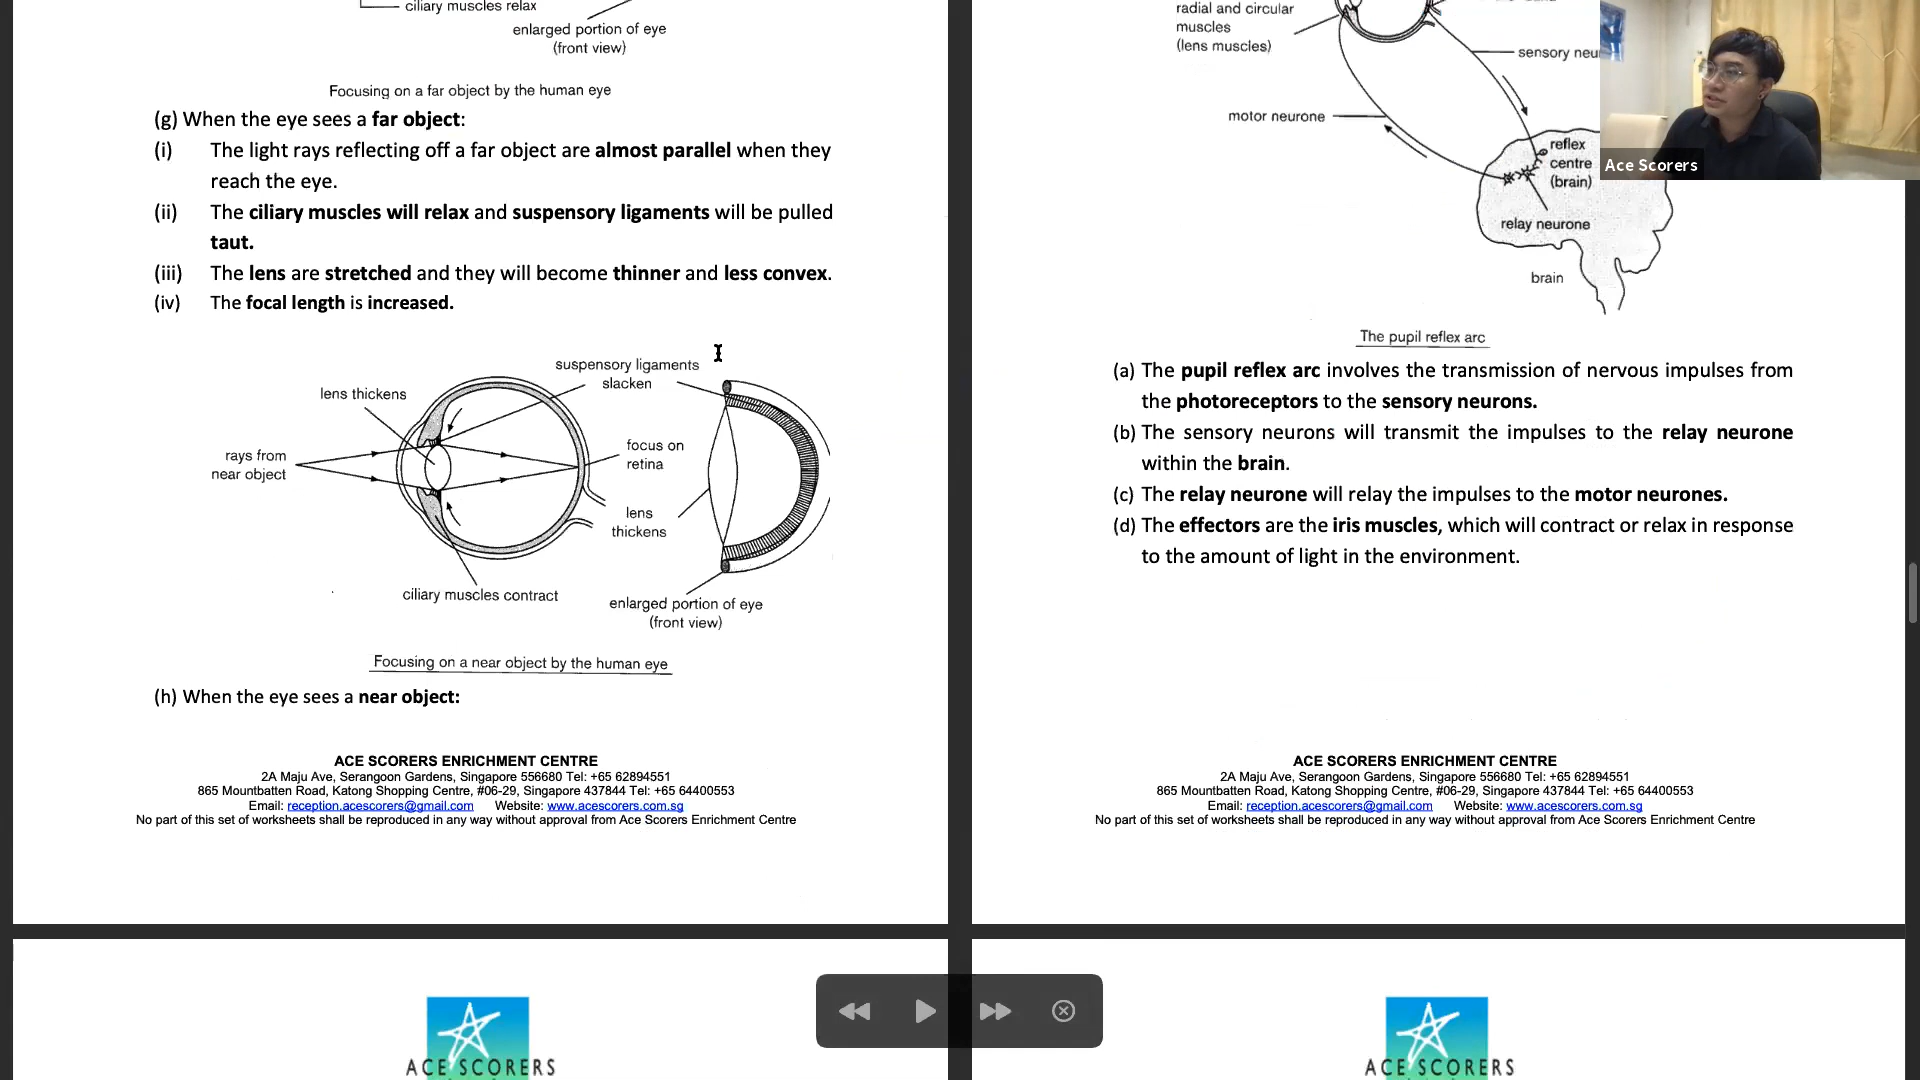 ciliary muscles relax
enlarged portion of eye
(front view)
Focusing on a far object by the human eye
(g) When the eye sees a far object:
(i) The light rays reflecting off a far object are almost parallel when they
reach the eye.
(ii) The ciliary muscles will relax and suspensory ligaments will be pulled
taut.
(iii) The lens are stretched and they will become thinner and less convex.
(iv) The focal length is increased.
suspensory ligaments
slacken
lens thickens
rays from
near object
focus on
retina
lens
thickens
ciliary muscles contract
enlarged portion of eye
(front view)
Focusing on a near object by the human eye
(h) When the eye sees a near object:
ACE SCORERS ENRICHMENT CENTRE
2A Maju Ave, Serangoon Gardens, Singapore 556680 Tel: +65 62894551
865 Mountbatten Road, Katong Shopping Centre, #06-29, Singapore 437844 Tel: +65 64400553
Email: reception.acescorers@gmail.com Website: www.acescorers.com.sg
No part of this set of worksheets shall be reproduced in any way without approval from Ace Scorers Enrichment Centre
ACE SCORERS
radial and circular
muscles
(lens muscles)
sensory neu
motor neurone
reflex
centre
(brain)
relay neurone
brain
Ace Scorers
The pupil reflex arc
(a) The pupil reflex arc involves the transmission of nervous impulses from
the photoreceptors to the sensory neurons.
(b) The sensory neurons will transmit the impulses to the relay neurone
within the brain.
(c) The relay neurone will relay the impulses to the motor neurones.
(d) The effectors are the iris muscles, which will contract or relax in response
to the amount of light in the environment.
ACE SCORERS ENRICHMENT CENTRE
2A Maju Ave, Serangoon Gardens, Singapore 556680 Tel: +65 62894551
865 Mountbatten Road, Katong Shopping Centre, #06-29, Singapore 437844 Tel: +65 64400553
Email: reception.acescorers@gmail.com Website: www.acescorers.com.sg
No part of this set of worksheets shall be reproduced in any way without approval from Ace Scorers Enrichment Centre
ACE SCORERS